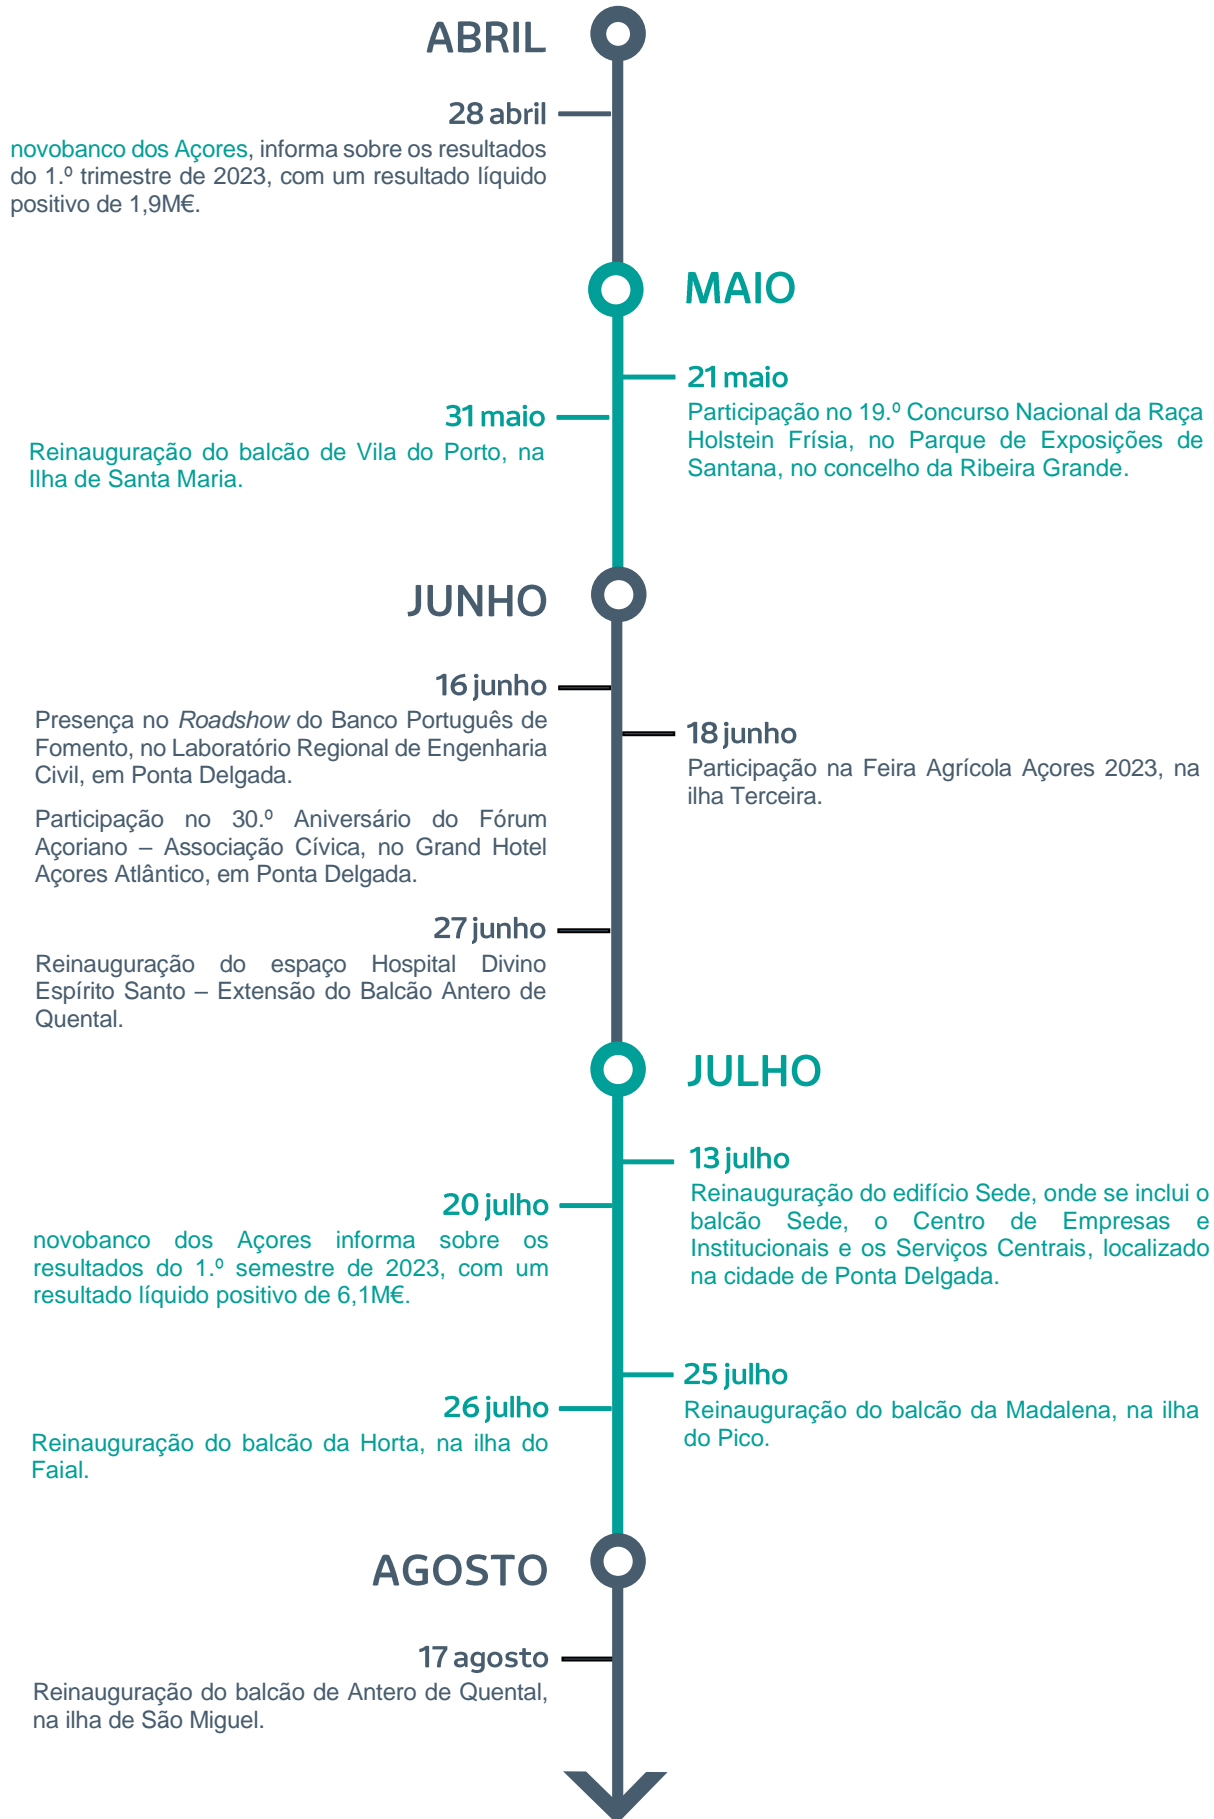 ABRIL
28 abril
novobanco dos Açores, informa sobre os resultados
do 1.º trimestre de 2023, com um resultado líquido
positivo de 1,9M€.
MAIO
21 maio
Participação no 19.º Concurso Nacional da Raça
Holstein Frísia, no Parque de Exposições de
Santana, no concelho da Ribeira Grande.
31 maio
Reinauguração do balcão de Vila do Porto, na
Ilha de Santa Maria.
JUNHO
16 junho
Presença no Roadshow do Banco Português de
Fomento, no Laboratório Regional de Engenharia
Civil, em Ponta Delgada.
Participação no 30.º Aniversário do Fórum
Açoriano – Associação Cívica, no Grand Hotel
Açores Atlântico, em Ponta Delgada.
18 junho
Participação na Feira Agrícola Açores 2023, na
ilha Terceira.
27 junho
Reinauguração do espaço Hospital Divino
Espírito Santo – Extensão do Balcão Antero de
Quental.
JULHO
13 julho
Reinauguração do edifício Sede, onde se inclui o
balcão Sede, o Centro de Empresas e
Institucionais e os Serviços Centrais, localizado
na cidade de Ponta Delgada.
20 julho
novobanco dos Açores informa sobre os
resultados do 1.º semestre de 2023, com um
resultado líquido positivo de 6,1M€.
25 julho
Reinauguração do balcão da Madalena, na ilha
do Pico.
26 julho
Reinauguração do balcão da Horta, na ilha do
Faial.
AGOSTO
17 agosto
Reinauguração do balcão de Antero de Quental,
na ilha de São Miguel.